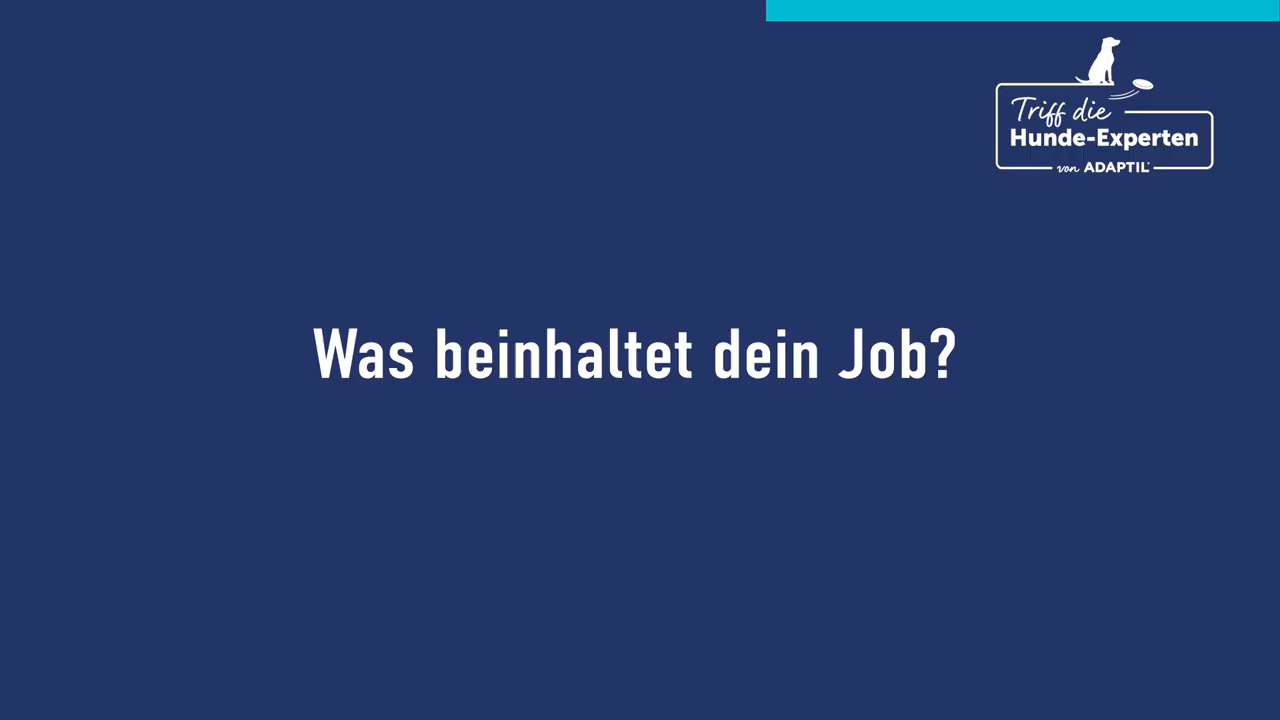 Triff die
Hunde-Experten
von ADAPTIL
Was beinhaltet dein Job?